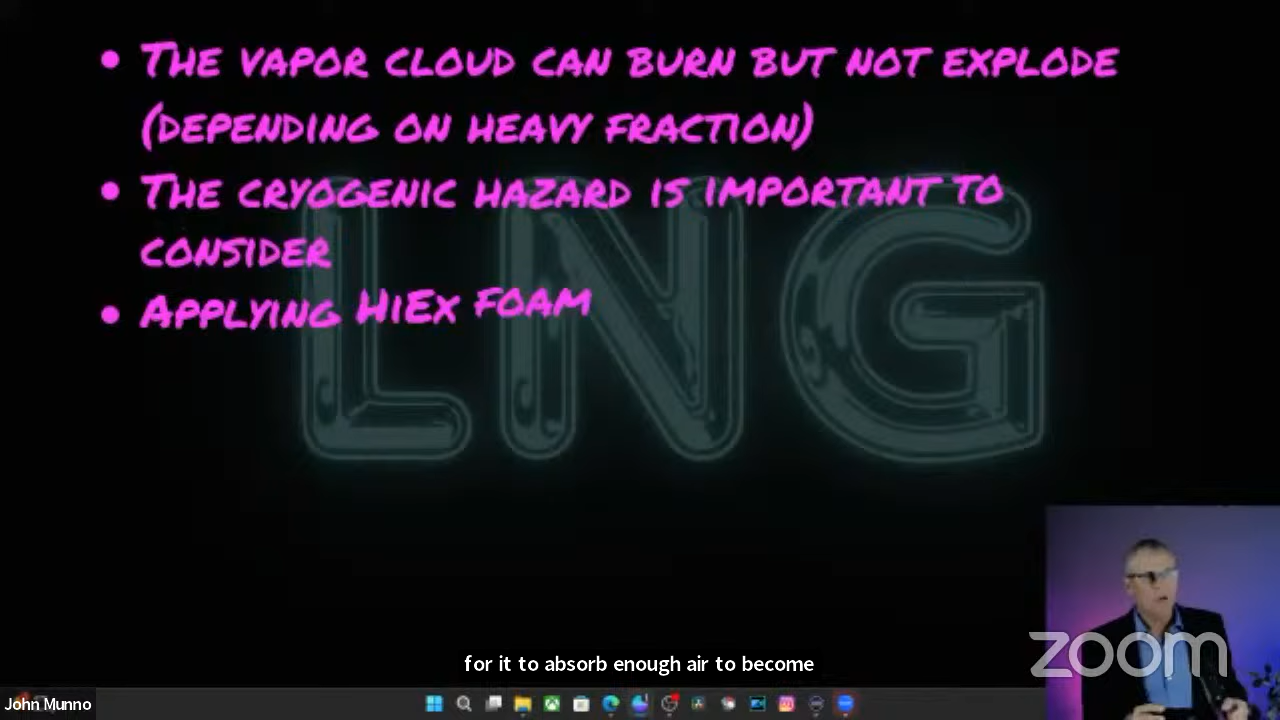 • The vapor cloud can burn but not explode
(depending on heavy fraction)
• The cryogenic hazard is important to
consider
• Applying HiEx foam
LNG
zoom
for it to absorb enough air to become
John Munno